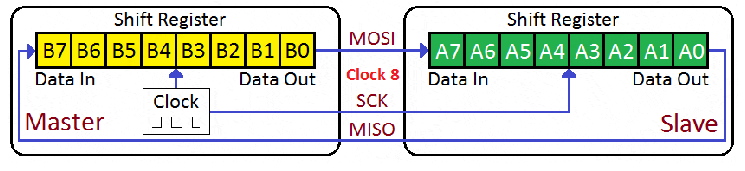 Shift Register
B7 B6 B5 B4 B3 B2 B1 B0
Data In
Data Out
Clock
Master
MOSI
Clock 8
SCK
MISO
Shift Register
A7 A6 A5 A4 A3 A2 A1 A0
Data In
Data Out
Slave